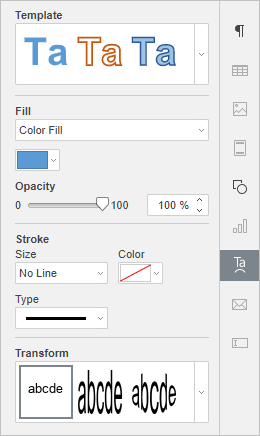 Template
Ta Ta Ta
Fill
Color Fill
Opacity
0 100 100 %
Stroke
Size Color
No Line
Type
Transform
abcde abcde abcde
¶
Ta